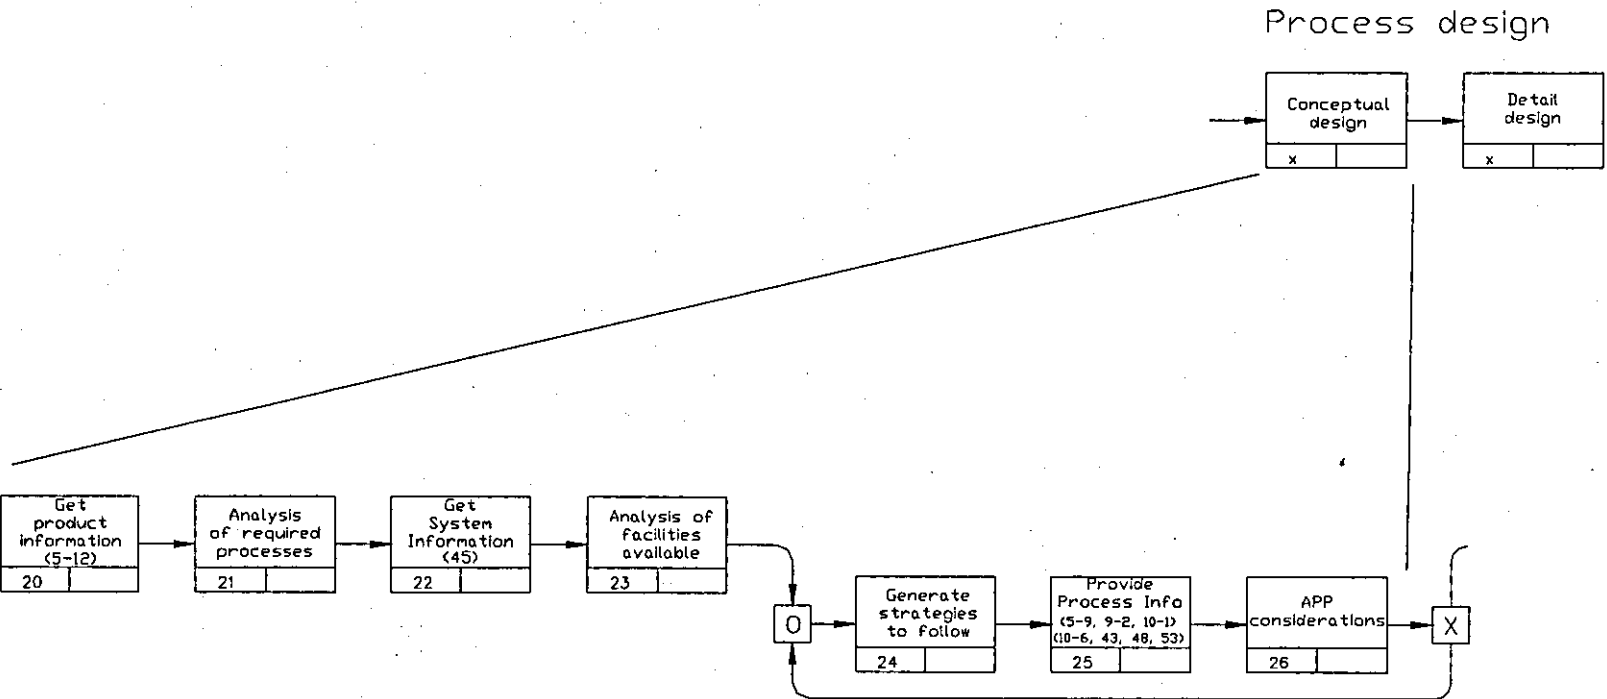 Process design
Conceptual
design
x
Detail
design
x
Get
product
information
(5-12)
20
Analysis
of required
processes
21
Get
System
Information
(45)
22
Analysis of
facilities
available
23
O
Generate
strategies
to follow
24
Provide
Process Info
(5-9, 9-2, 10-1)
(10-6, 43, 48, 53)
25
APP
considerations
26
X